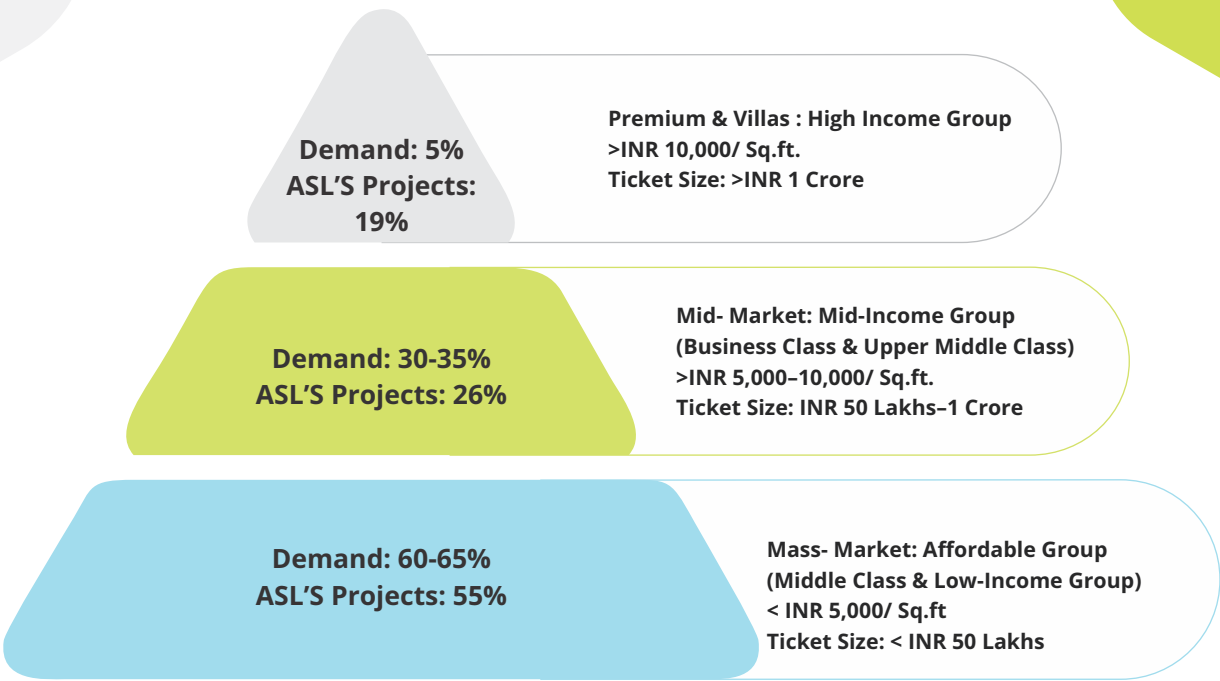 Demand: 5%
ASL’S Projects:
19%
Premium & Villas : High Income Group
>INR 10,000/ Sq.ft.
Ticket Size: >INR 1 Crore
Demand: 30-35%
ASL’S Projects: 26%
Mid- Market: Mid-Income Group
(Business Class & Upper Middle Class)
>INR 5,000–10,000/ Sq.ft.
Ticket Size: INR 50 Lakhs–1 Crore
Demand: 60-65%
ASL’S Projects: 55%
Mass- Market: Affordable Group
(Middle Class & Low-Income Group)
< INR 5,000/ Sq.ft
Ticket Size: < INR 50 Lakhs